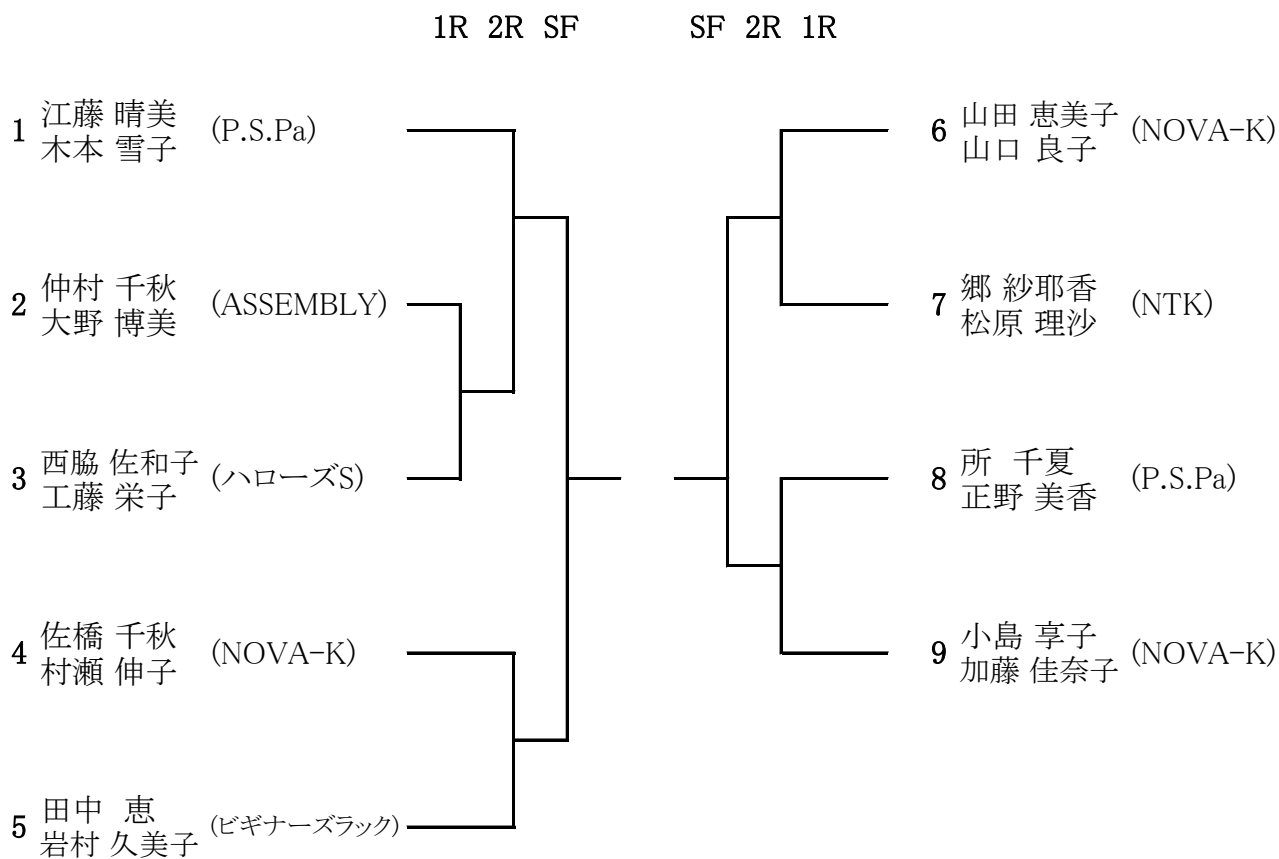 1R 2R SF
SF 2R 1R
1 江藤 晴美 (P.S.Pa)
木本 雪子
2 仲村 千秋 (ASSEMBLY)
大野 博美
3 西脇 佐和子 (ハローズS)
工藤 栄子
4 佐橋 千秋 (NOVA-K)
村瀬 伸子
5 田中 恵 (ビギナーズラック)
岩村 久美子
6 山田 恵美子 (NOVA-K)
山口 良子
7 郷 紗耶香 (NTK)
松原 理沙
8 所 千夏 (P.S.Pa)
正野 美香
9 小島 享子 (NOVA-K)
加藤 佳奈子